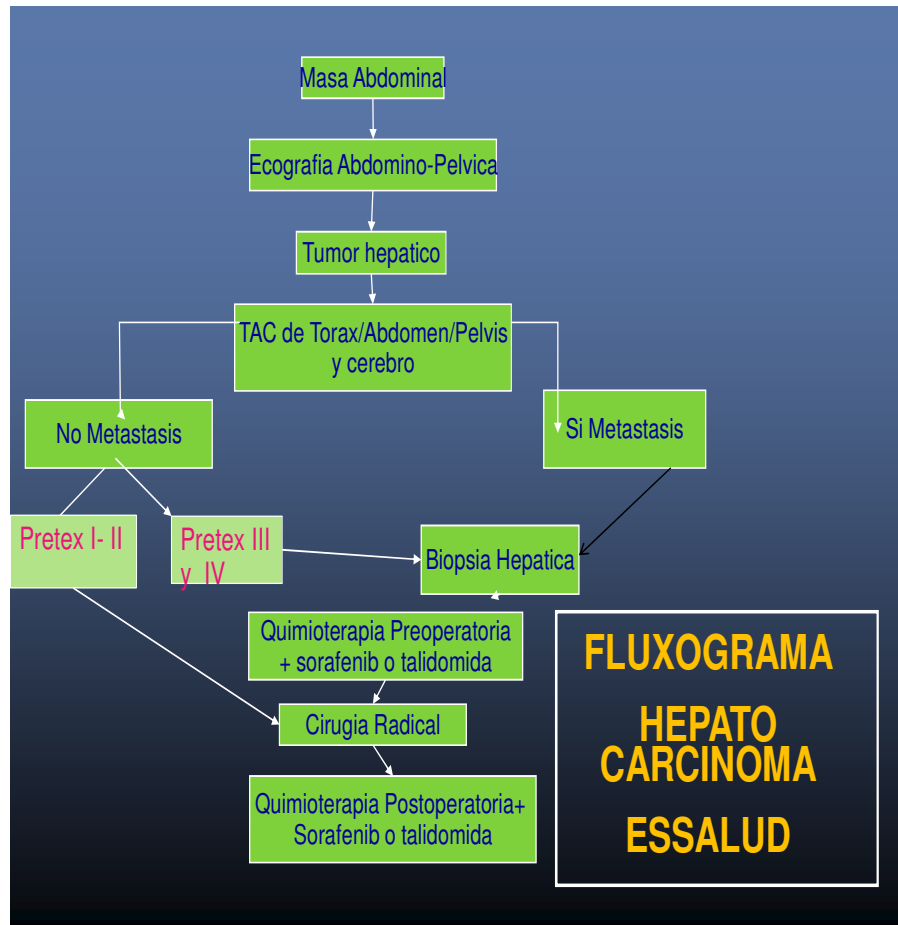 Masa Abdominal
Ecografia Abdomino-Pelvica
Tumor hepatico
TAC de Torax/Abdomen/Pelvis
y cerebro
No Metastasis
Si Metastasis
Pretex I- II
Pretex III
y IV
Biopsia Hepatica
Quimioterapia Preoperatoria
+ sorafenib o talidomida
Cirugia Radical
Quimioterapia Postoperatoria+
Sorafenib o talidomida
FLUXOGRAMA
HEPATO
CARCINOMA
ESSALUD